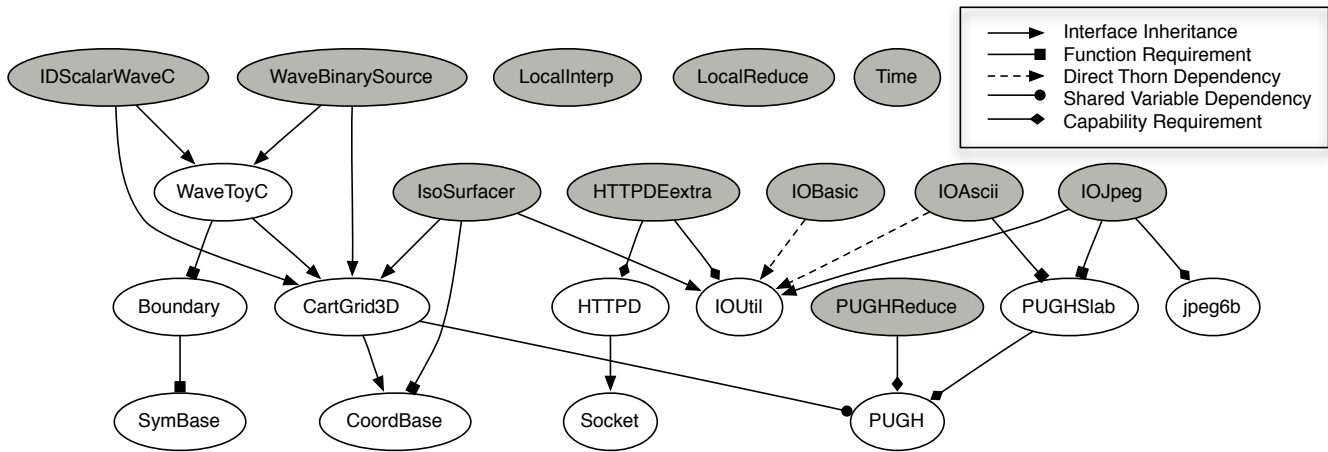 Interface Inheritance
Function Requirement
Direct Thorn Dependency
Shared Variable Dependency
Capability Requirement
IDScalarWaveC
WaveBinarySource
LocalInterp
LocalReduce
Time
WaveToyC
IsoSurfacer
HTTPDEextra
IOBasic
IOAscii
IOJpeg
Boundary
CartGrid3D
HTTPD
IOUtil
PUGHReduce
PUGHSlab
jpeg6b
SymBase
CoordBase
Socket
PUGH